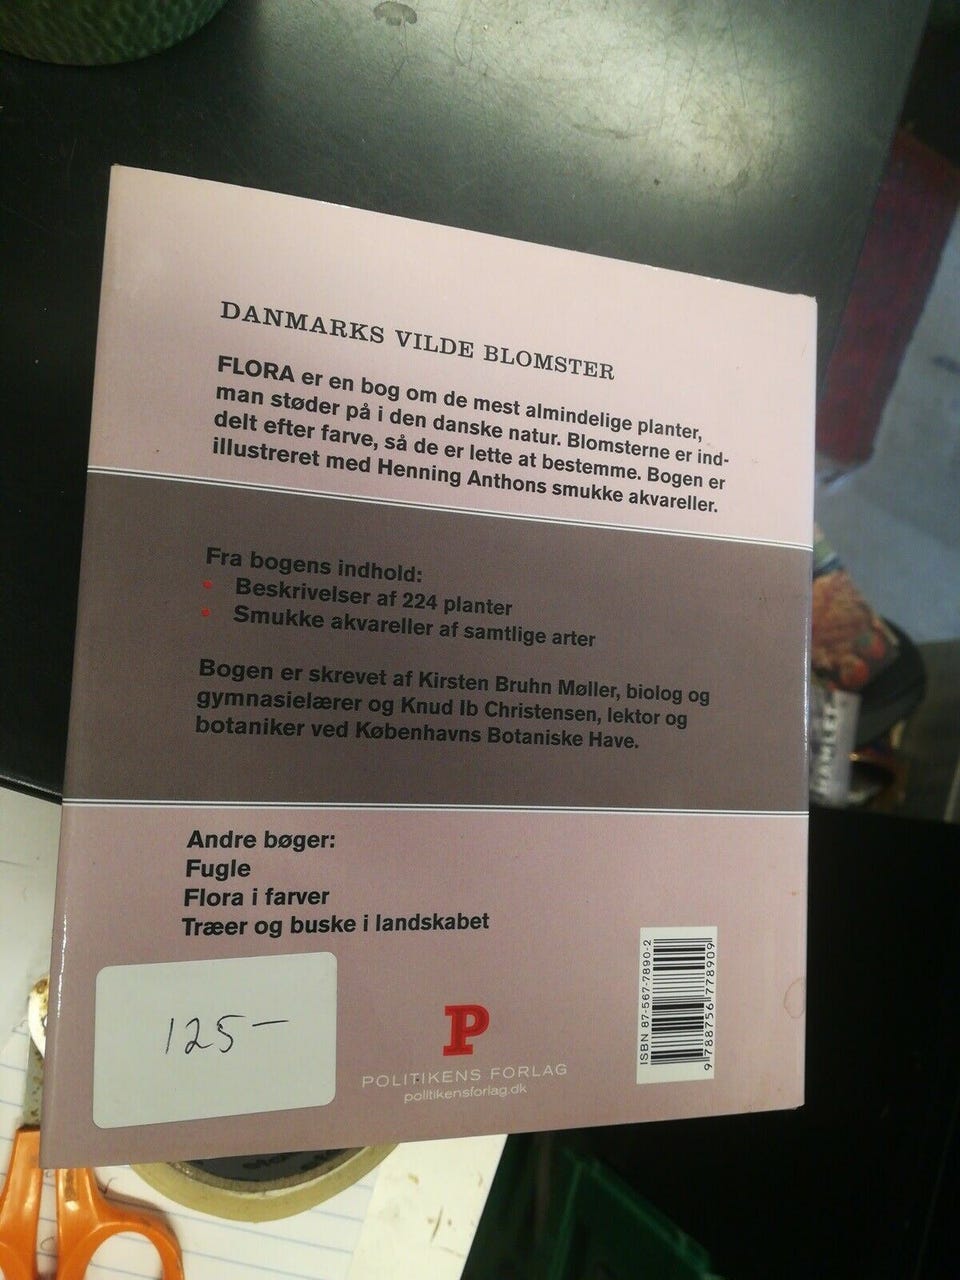 DANMARKS VILDE BLOMSTER
FLORA er en bog om de mest almindelige planter,
man støder på i den danske natur. Blomsterne er ind-
delt efter farve, så de er lette at bestemme. Bogen er
illustreret med Henning Anthons smukke akvareller.
Fra bogens indhold:
• Beskrivelser af 224 planter
• Smukke akvareller af samtlige arter
Bogen er skrevet af Kirsten Bruhn Møller, biolog og
gymnasielærer og Knud Ib Christensen, lektor og
botaniker ved Københavns Botaniske Have.
Andre bøger:
Fugle
Flora i farver
Træer og buske i landskabet
125-
P
POLITIKENS FORLAG
politikensforlag.dk
ISBN 87-567-7890-2
9 788756 778909
HAMLET